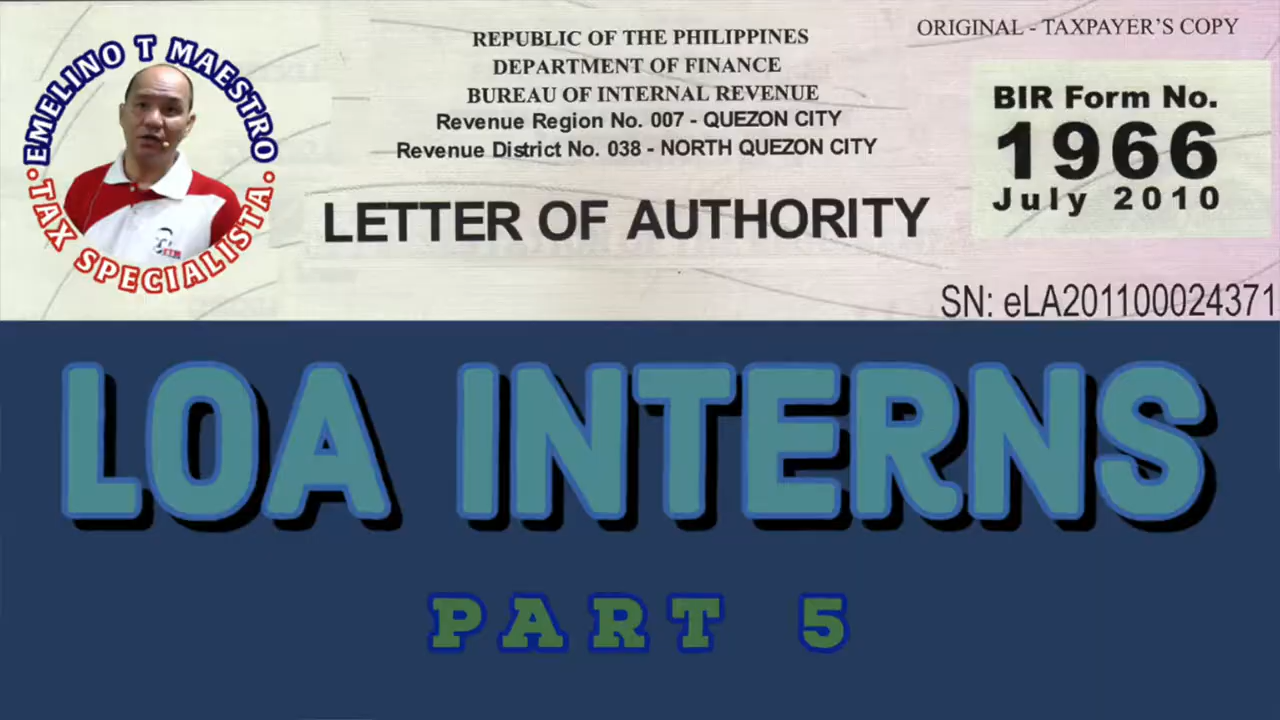 EMELINO T MAESTRO
• TAX SPECIALISTA •
REPUBLIC OF THE PHILIPPINES
DEPARTMENT OF FINANCE
BUREAU OF INTERNAL REVENUE
Revenue Region No. 007 - QUEZON CITY
Revenue District No. 038 - NORTH QUEZON CITY
LETTER OF AUTHORITY
ORIGINAL - TAXPAYER'S COPY
BIR Form No.
1966
July 2010
SN: eLA201100024371
LOA INTERNS
PART 5